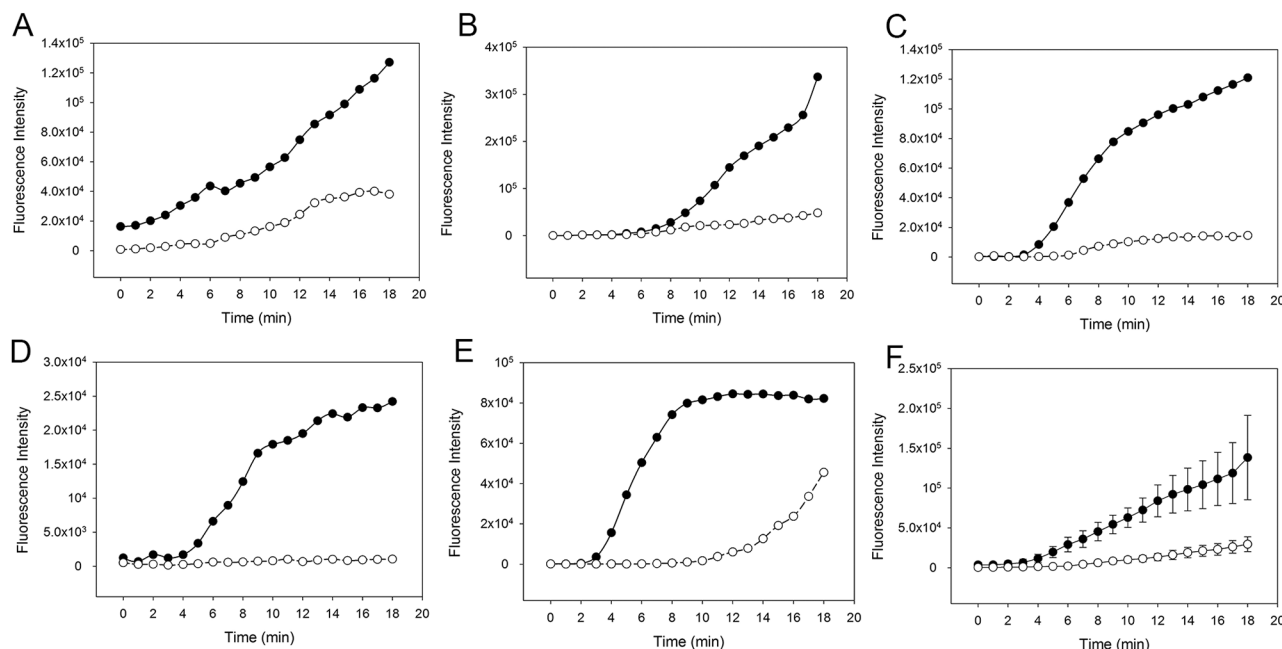 A
Fluorescence Intensity
1.4x10⁵
1.2x10⁵
10⁵
8.0x10⁴
6.0x10⁴
4.0x10⁴
2.0x10⁴
0
0 2 4 6 8 10 12 14 16 18 20
Time (min)
B
Fluorescence Intensity
4x10⁵
3x10⁵
2x10⁵
10⁵
0
0 2 4 6 8 10 12 14 16 18 20
Time (min)
C
Fluorescence Intensity
1.4x10⁵
1.2x10⁵
10⁵
8.0x10⁴
6.0x10⁴
4.0x10⁴
2.0x10⁴
0
0 2 4 6 8 10 12 14 16 18 20
Time (min)
D
Fluorescence Intensity
3.0x10⁴
2.5x10⁴
2.0x10⁴
1.5x10⁴
10⁴
5.0x10³
0
0 2 4 6 8 10 12 14 16 18 20
Time (min)
E
Fluorescence Intensity
10⁵
8x10⁴
6x10⁴
4x10⁴
2x10⁴
0
0 2 4 6 8 10 12 14 16 18 20
Time (min)
F
Fluorescence Intensity
2.5x10⁵
2.0x10⁵
1.5x10⁵
10⁵
5.0x10⁴
0
0 2 4 6 8 10 12 14 16 18 20
Time (min)